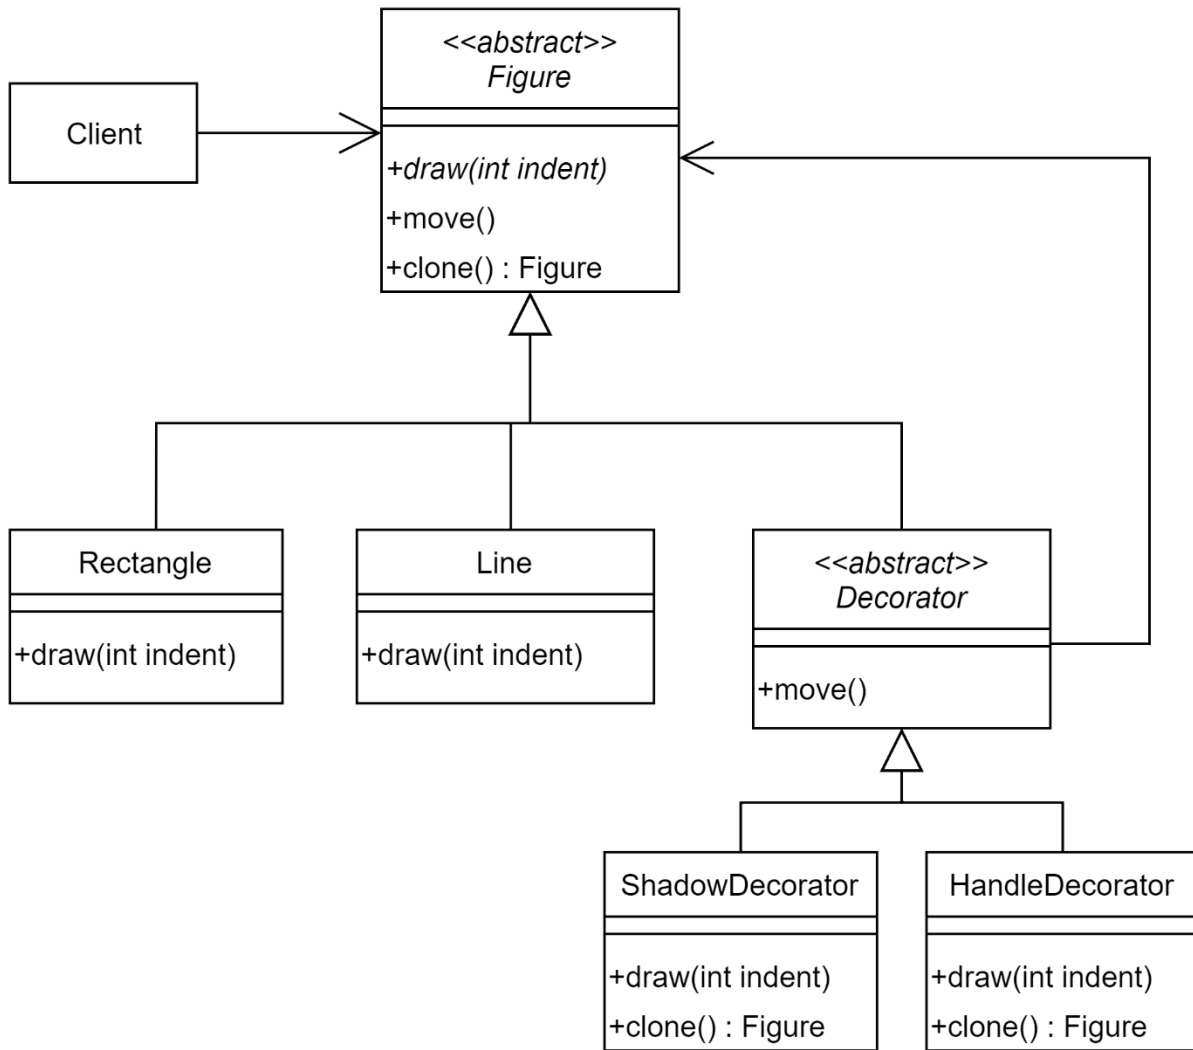 <<abstract>>
Figure
Client
+draw(int indent)
+move()
+clone() : Figure
Rectangle
+draw(int indent)
Line
+draw(int indent)
<<abstract>>
Decorator
+move()
ShadowDecorator
+draw(int indent)
+clone() : Figure
HandleDecorator
+draw(int indent)
+clone() : Figure